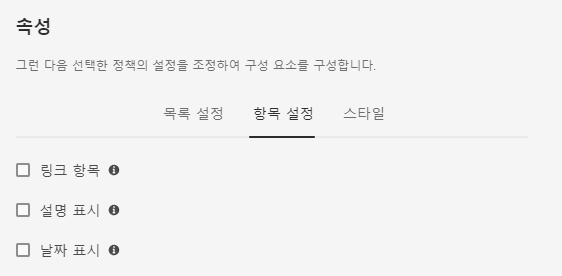 속성
그런 다음 선택한 정책의 설정을 조정하여 구성 요소를 구성합니다.
목록 설정 항목 설정 스타일
링크 항목
설명 표시
날짜 표시